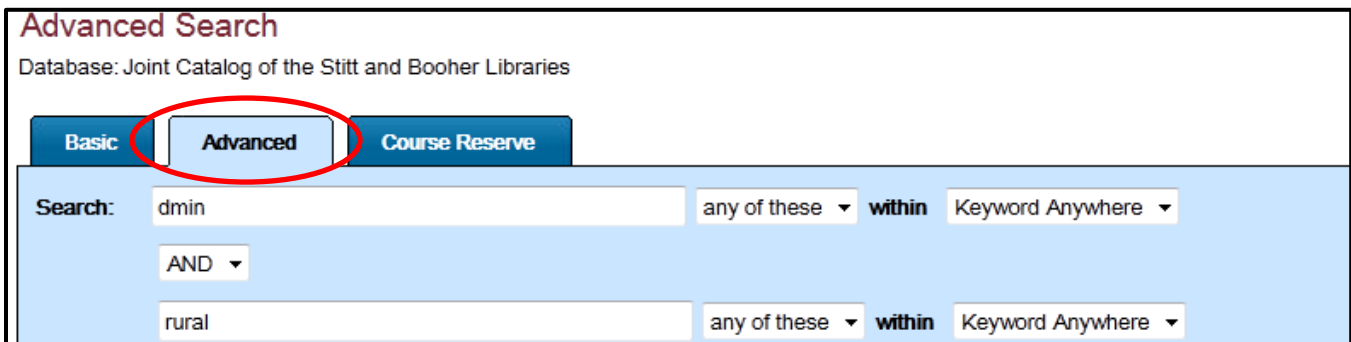 Advanced Search
Database: Joint Catalog of the Stitt and Booher Libraries
Basic Advanced Course Reserve
Search: dmin any of these within Keyword Anywhere
AND
rural any of these within Keyword Anywhere